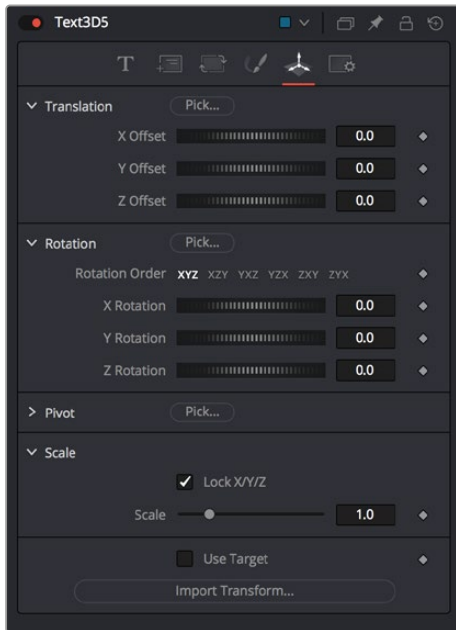 Text3D5
T
Translation Pick...
X Offset 0.0
Y Offset 0.0
Z Offset 0.0
Rotation Pick...
Rotation Order XYZ XZY YXZ YZX ZXY ZYX
X Rotation 0.0
Y Rotation 0.0
Z Rotation 0.0
Pivot Pick...
Scale
Lock X/Y/Z
Scale 1.0
Use Target
Import Transform...